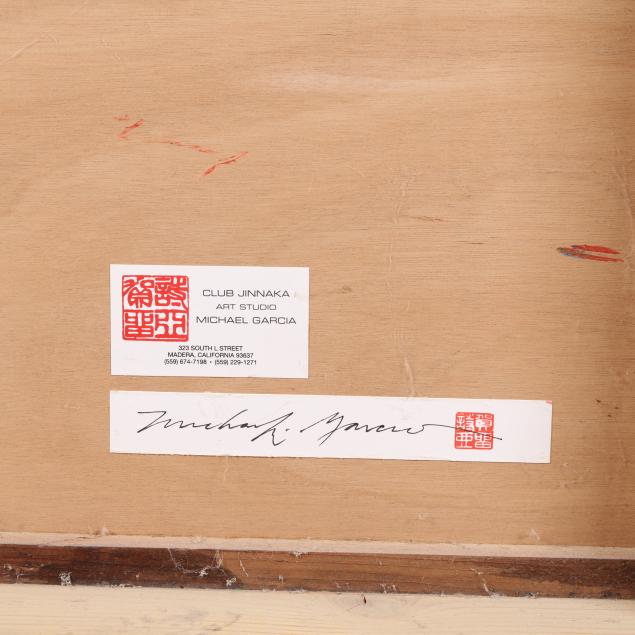 CLUB JINNAKA
ART STUDIO
MICHAEL GARCIA
323 SOUTH L STREET
MADERA, CALIFORNIA 93637
(559) 674-7198 • (559) 229-1271
Michael Garcia